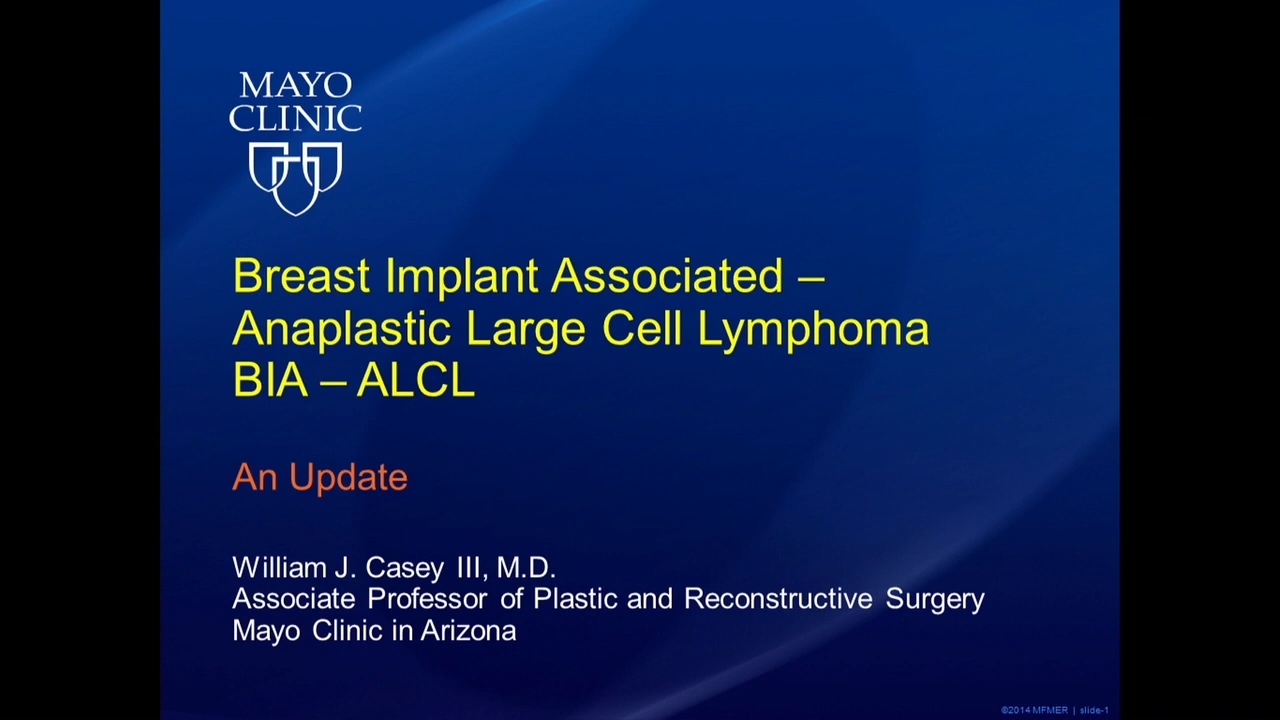 MAYO
CLINIC
Breast Implant Associated –
Anaplastic Large Cell Lymphoma
BIA – ALCL
An Update
William J. Casey III, M.D.
Associate Professor of Plastic and Reconstructive Surgery
Mayo Clinic in Arizona
©2014 MFMER | slide-1